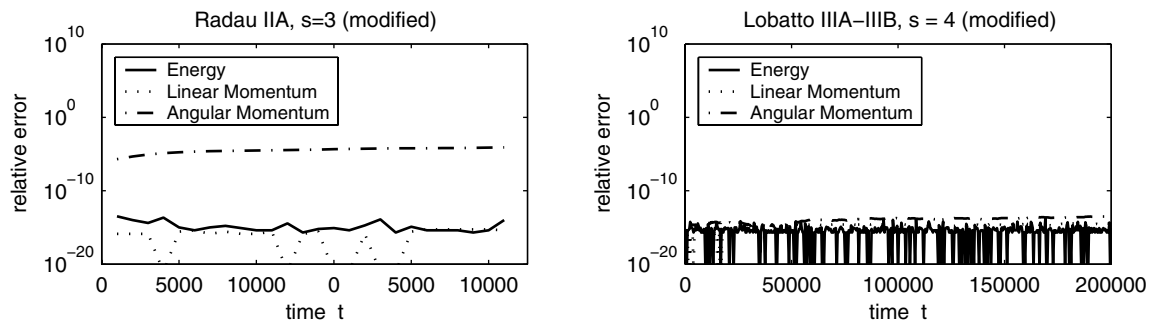 Radau IIA, s=3 (modified)
10^10
10^0
10^-10
10^-20
relative error
Energy
Linear Momentum
Angular Momentum
0 5000 10000 0 5000 10000
time t
Lobatto IIIA−IIIB, s = 4 (modified)
10^10
10^0
10^-10
10^-20
relative error
Energy
Linear Momentum
Angular Momentum
0 50000 100000 150000 200000
time t